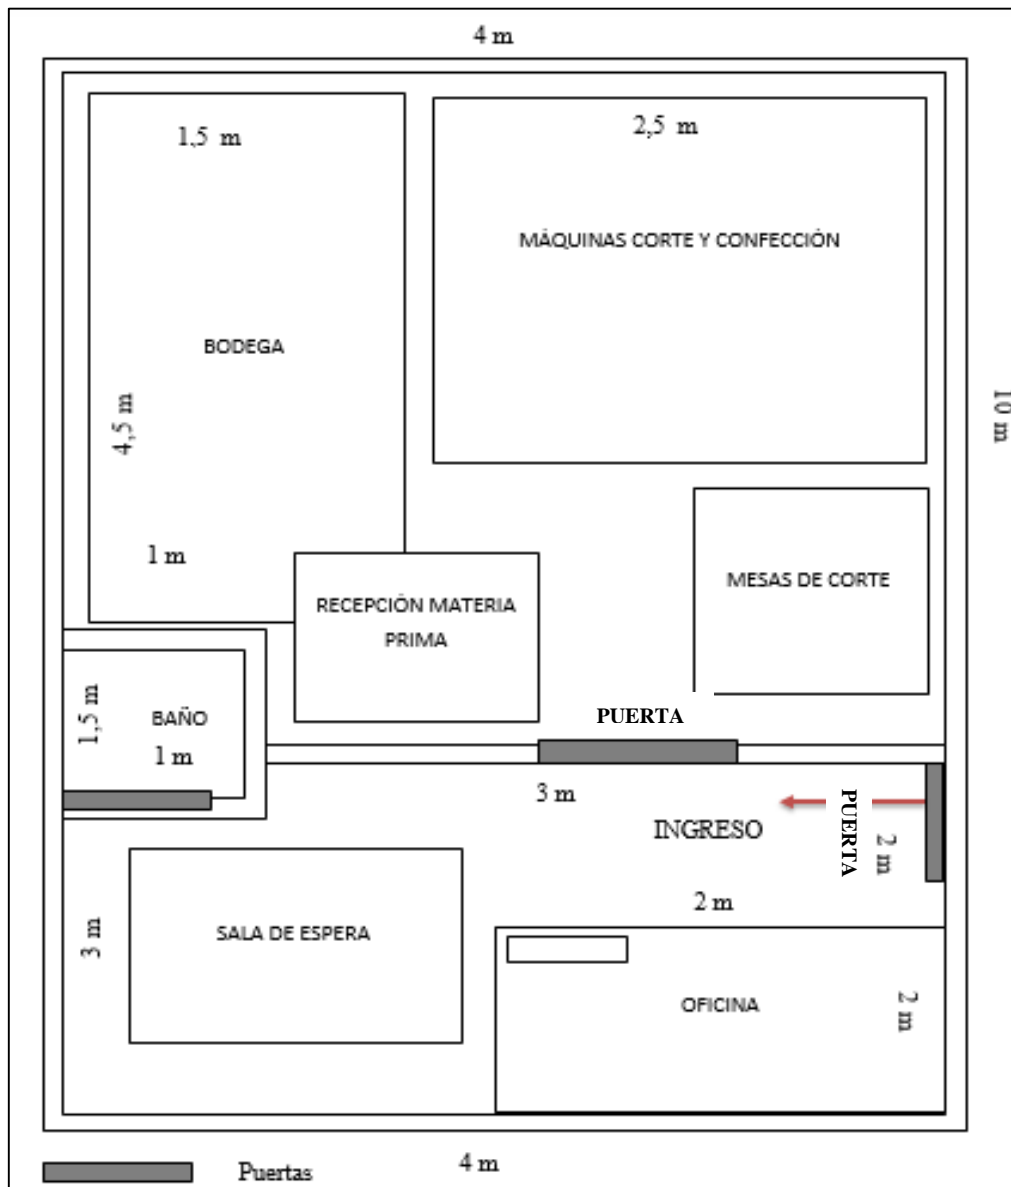 4 m
1,5 m
2,5 m
MÁQUINAS CORTE Y CONFECCIÓN
BODEGA
4,5 m
10 m
1 m
RECEPCIÓN MATERIA
PRIMA
MESAS DE CORTE
1,5 m
BAÑO
1 m
PUERTA
3 m
INGRESO
PUERTA
2 m
2 m
SALA DE ESPERA
3 m
OFICINA
2 m
Puertas
4 m